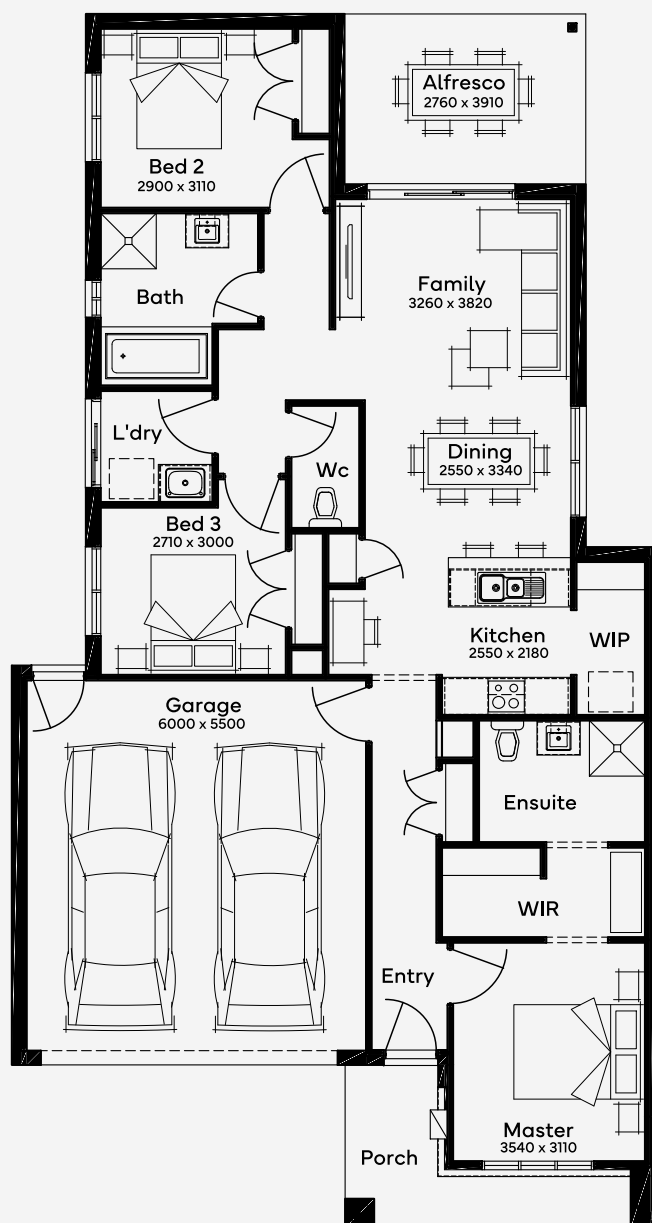 Alfresco
2760 x 3910
Bed 2
2900 x 3110
Family
3260 x 3820
Bath
L'dry
Wc
Dining
2550 x 3340
Bed 3
2710 x 3000
Kitchen
2550 x 2180
WIP
Garage
6000 x 5500
Ensuite
WIR
Entry
Master
3540 x 3110
Porch